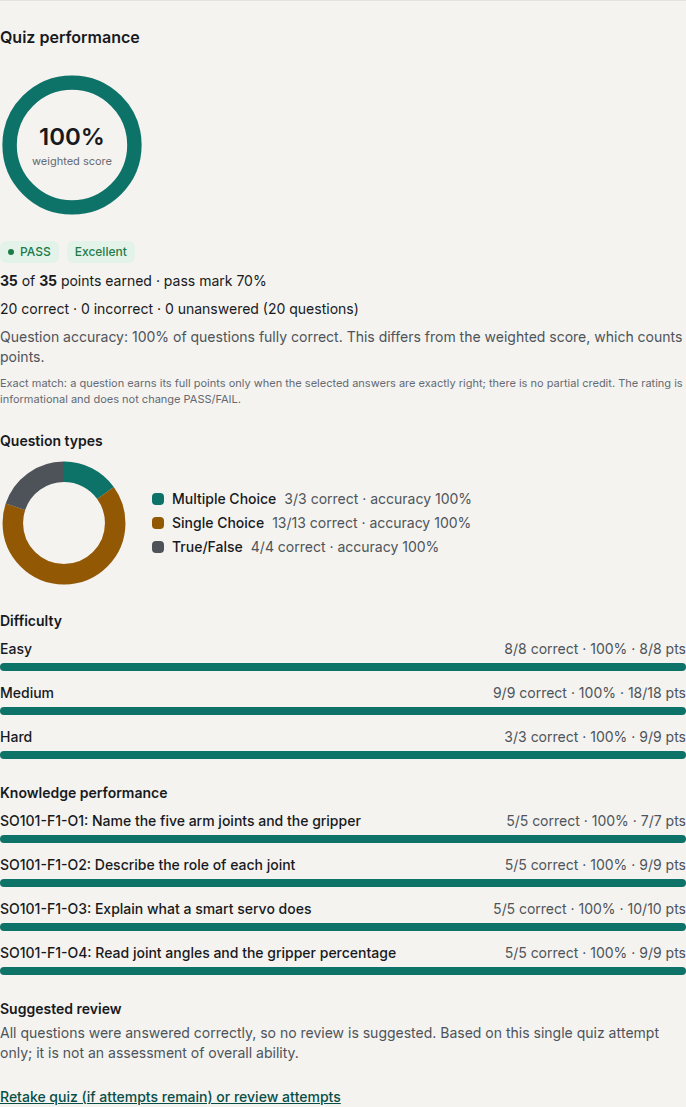 Quiz performance
100%
weighted score
PASS Excellent
35 of 35 points earned · pass mark 70%
20 correct · 0 incorrect · 0 unanswered (20 questions)
Question accuracy: 100% of questions fully correct. This differs from the weighted score, which counts
points.
Exact match: a question earns its full points only when the selected answers are exactly right; there is no partial credit. The rating is
informational and does not change PASS/FAIL.
Question types
Multiple Choice 3/3 correct · accuracy 100%
Single Choice 13/13 correct · accuracy 100%
True/False 4/4 correct · accuracy 100%
Difficulty
Easy 8/8 correct · 100% · 8/8 pts
Medium 9/9 correct · 100% · 18/18 pts
Hard 3/3 correct · 100% · 9/9 pts
Knowledge performance
SO101-F1-O1: Name the five arm joints and the gripper 5/5 correct · 100% · 7/7 pts
SO101-F1-O2: Describe the role of each joint 5/5 correct · 100% · 9/9 pts
SO101-F1-O3: Explain what a smart servo does 5/5 correct · 100% · 10/10 pts
SO101-F1-O4: Read joint angles and the gripper percentage 5/5 correct · 100% · 9/9 pts
Suggested review
All questions were answered correctly, so no review is suggested. Based on this single quiz attempt
only; it is not an assessment of overall ability.
Retake quiz (if attempts remain) or review attempts